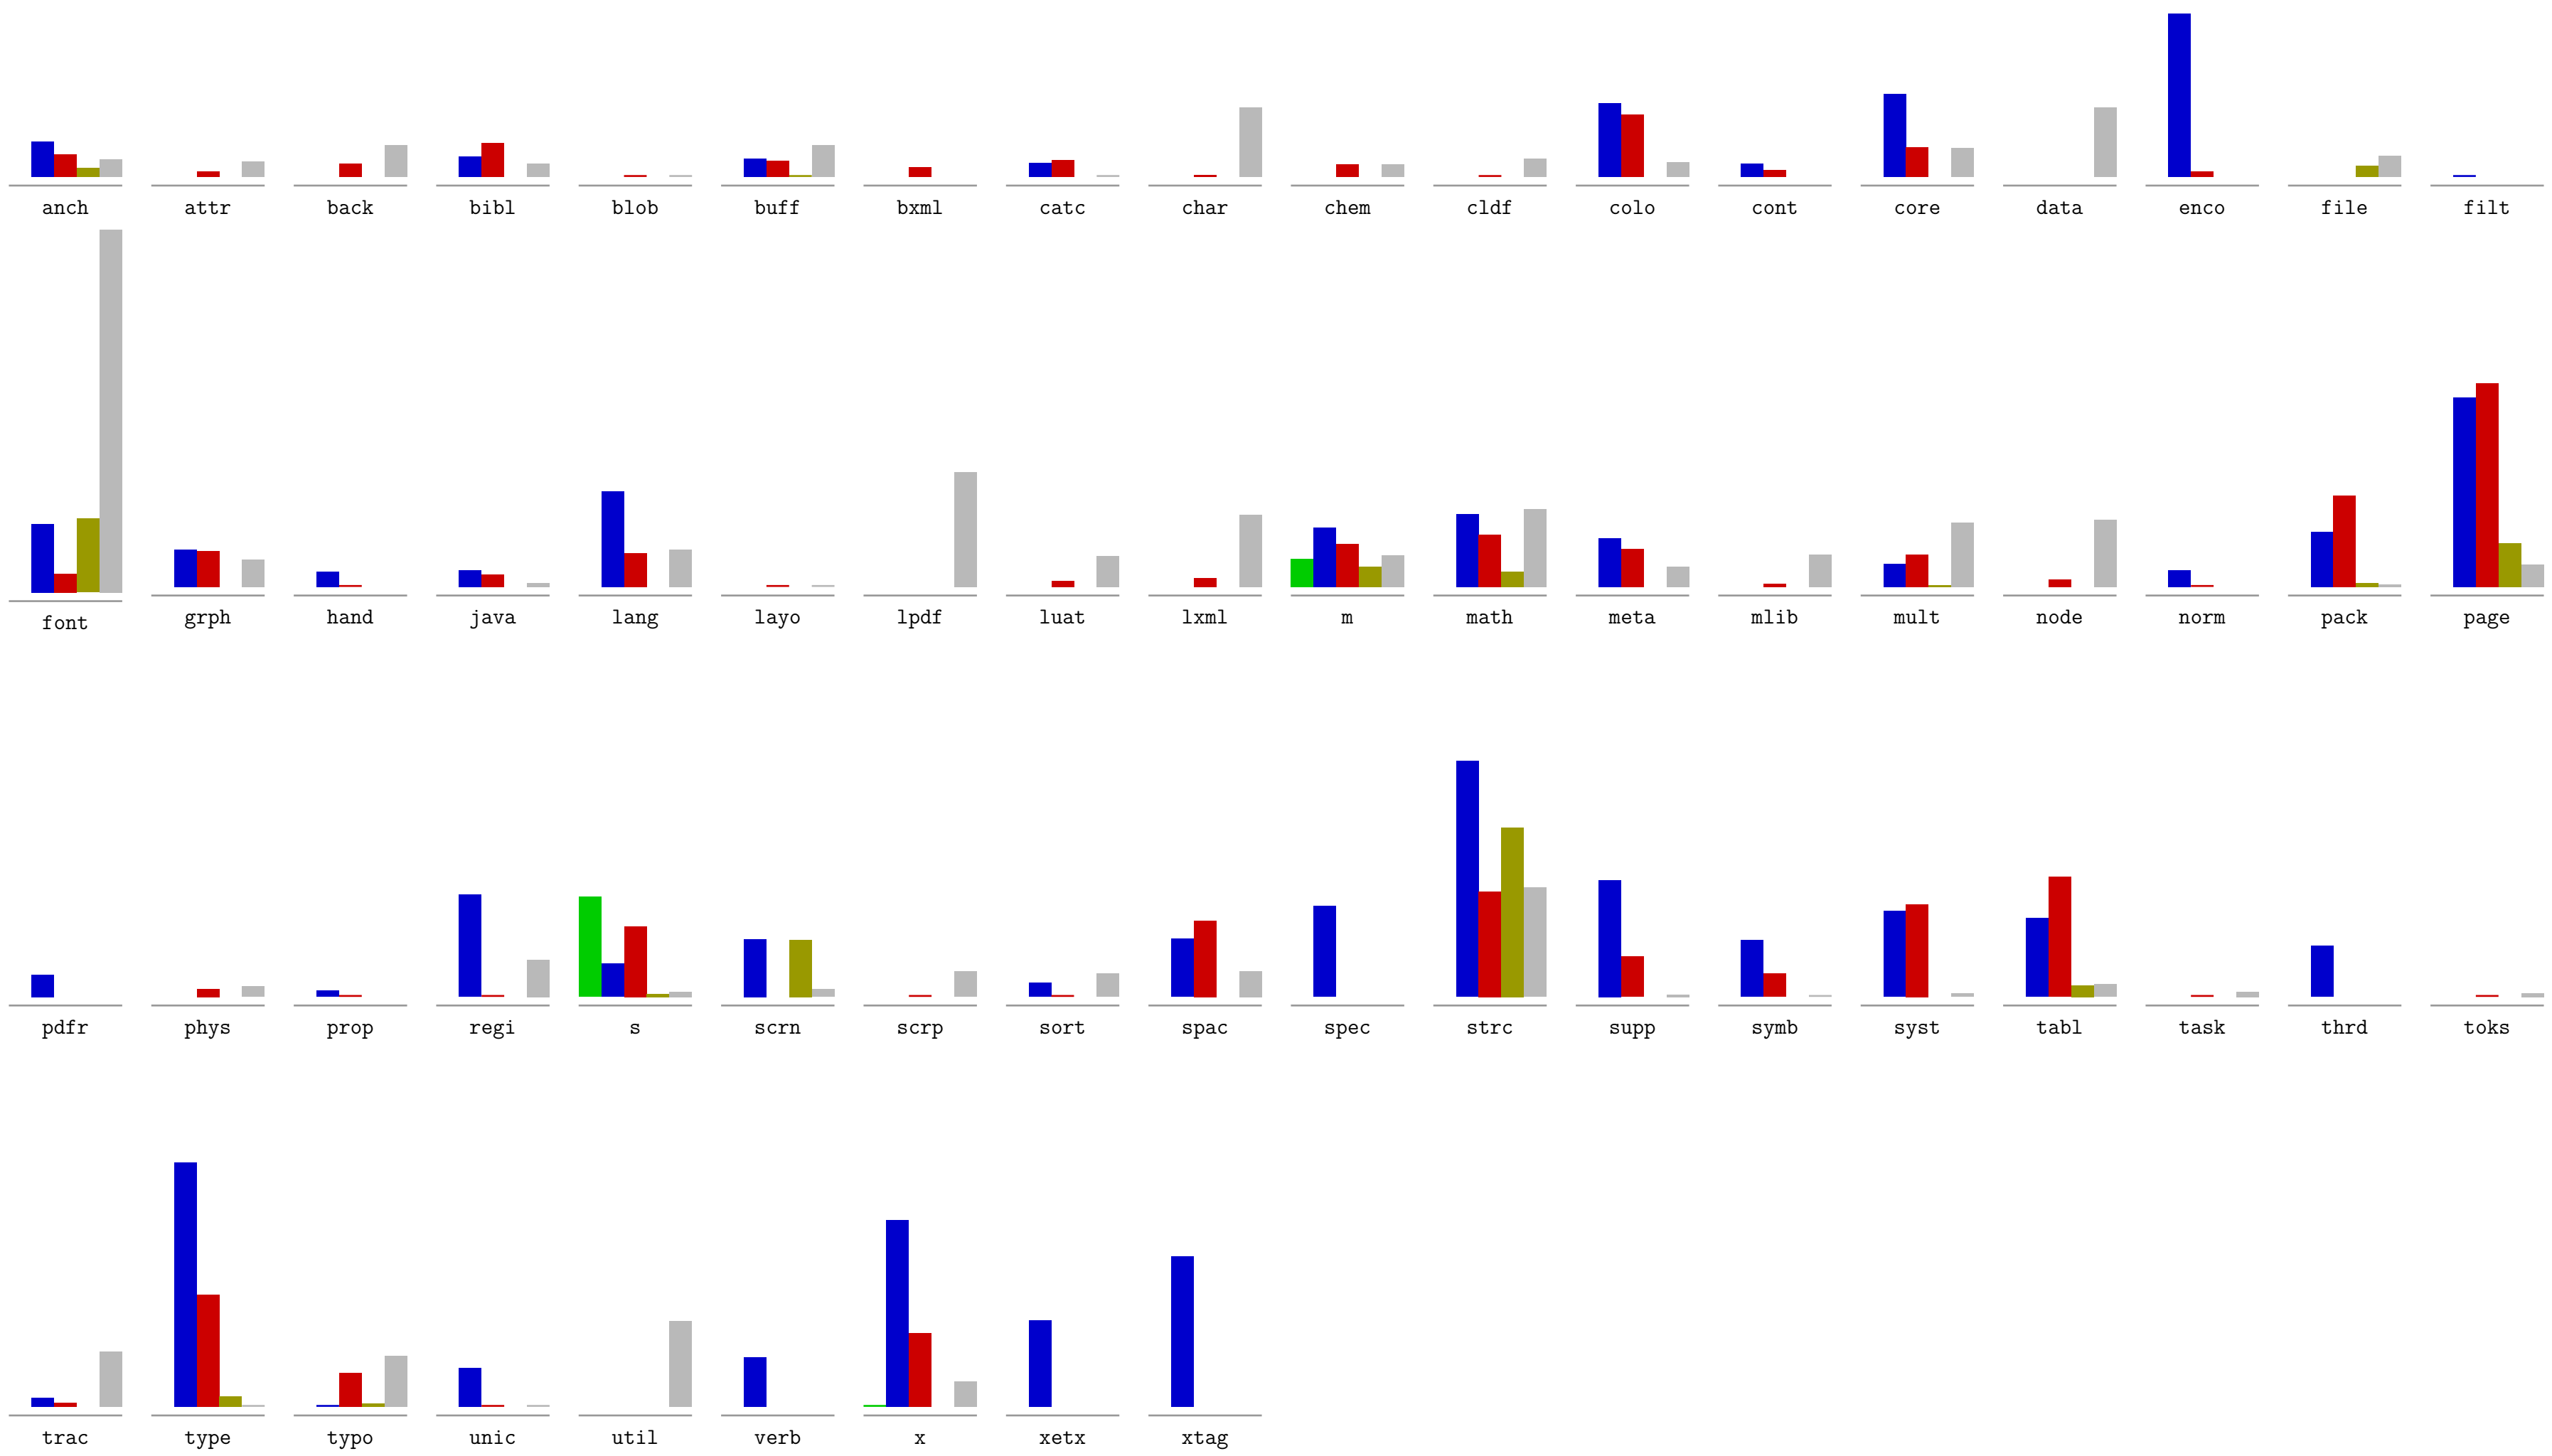 anch attr back bibl blob buff bxml catc char chem cldf colo cont core data enco file filt
font grph hand java lang layo lpdf luat lxml m math meta mlib mult node norm pack page
pdfr phys prop regi s scrn scrp sort spac spec strc supp symb syst tabl task thrd toks
trac type typo unic util verb x xetx xtag